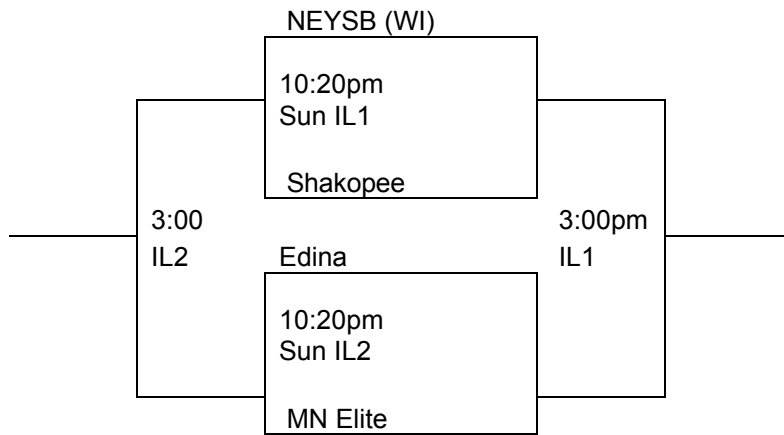 NEYSB (WI)
10:20pm
Sun IL1
Shakopee
3:00
IL2
3:00pm
IL1
Edina
10:20pm
Sun IL2
MN Elite